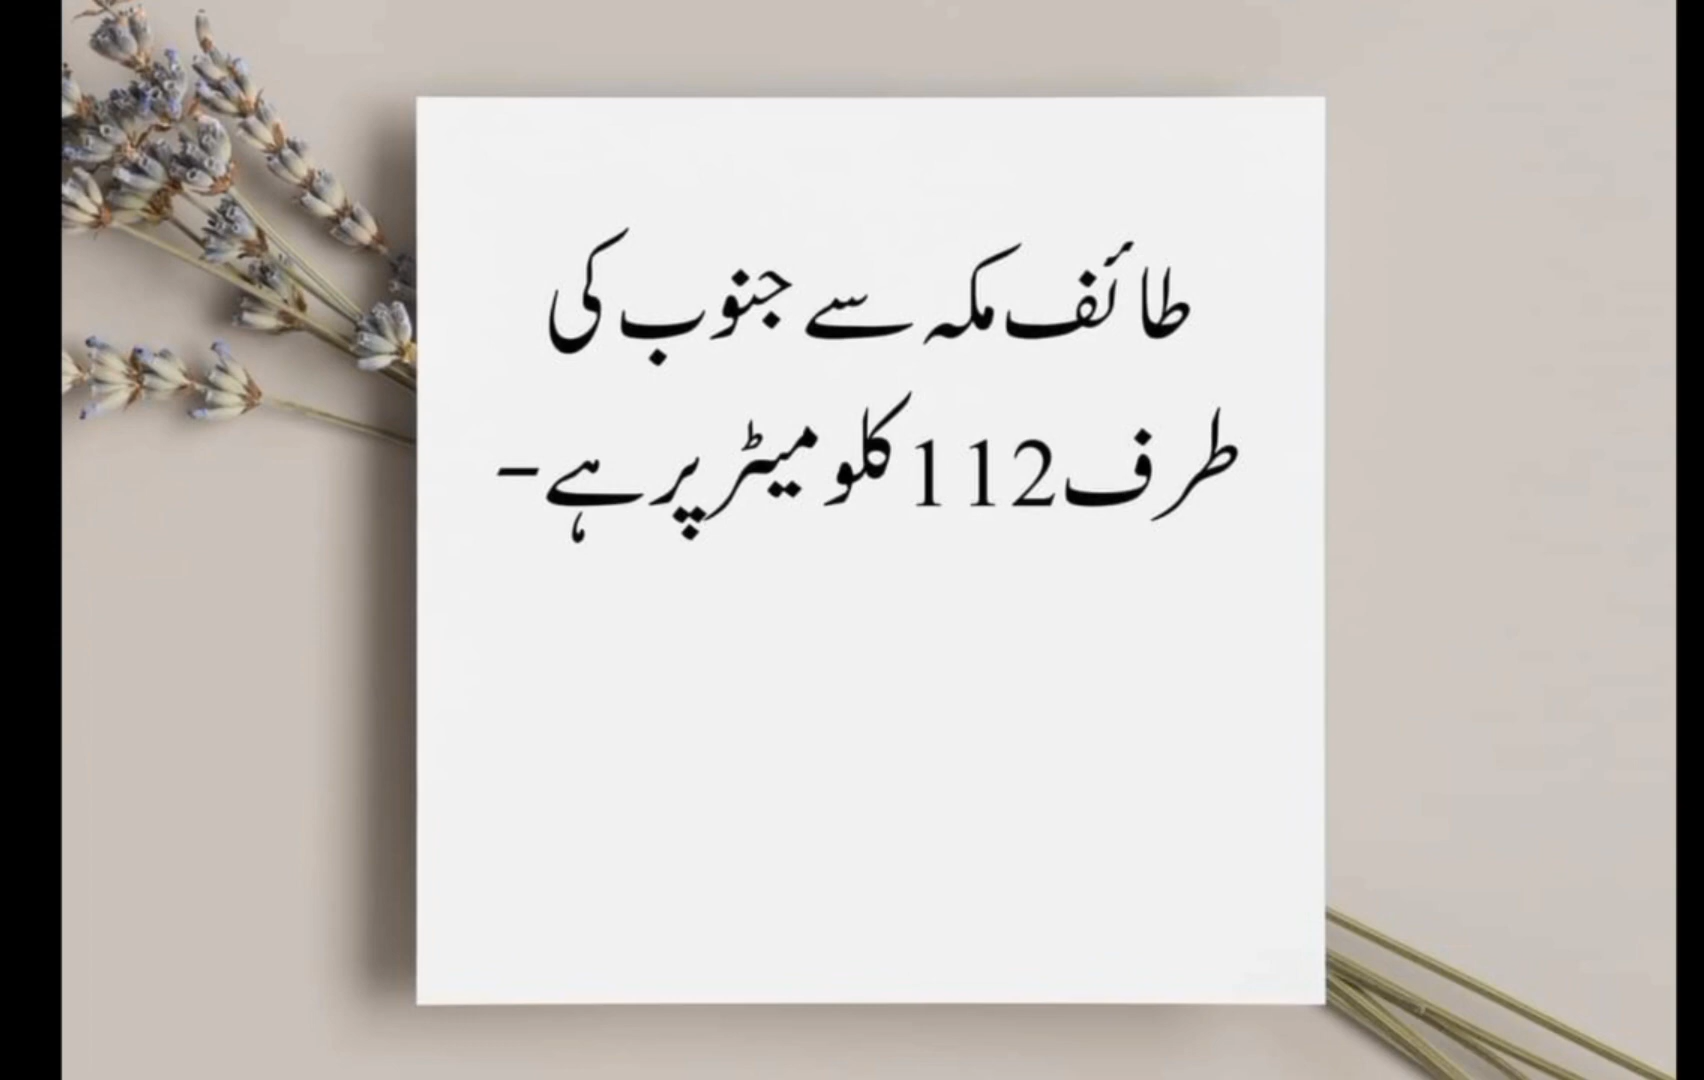 طائف مکہ سے جنوب کی
طرف 112 کلو میٹر پر ہے-